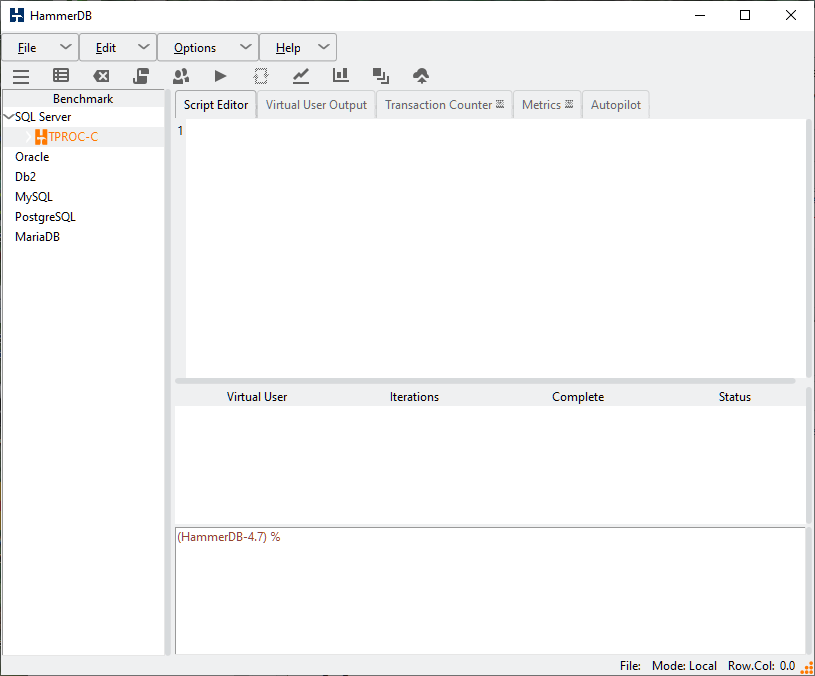 HammerDB
File Edit Options Help
Benchmark
SQL Server
TPROC-C
Oracle
Db2
MySQL
PostgreSQL
MariaDB
Script Editor Virtual User Output Transaction Counter Metrics Autopilot
1
Virtual User Iterations Complete Status
(HammerDB-4.7) %
File: Mode: Local Row.Col: 0.0